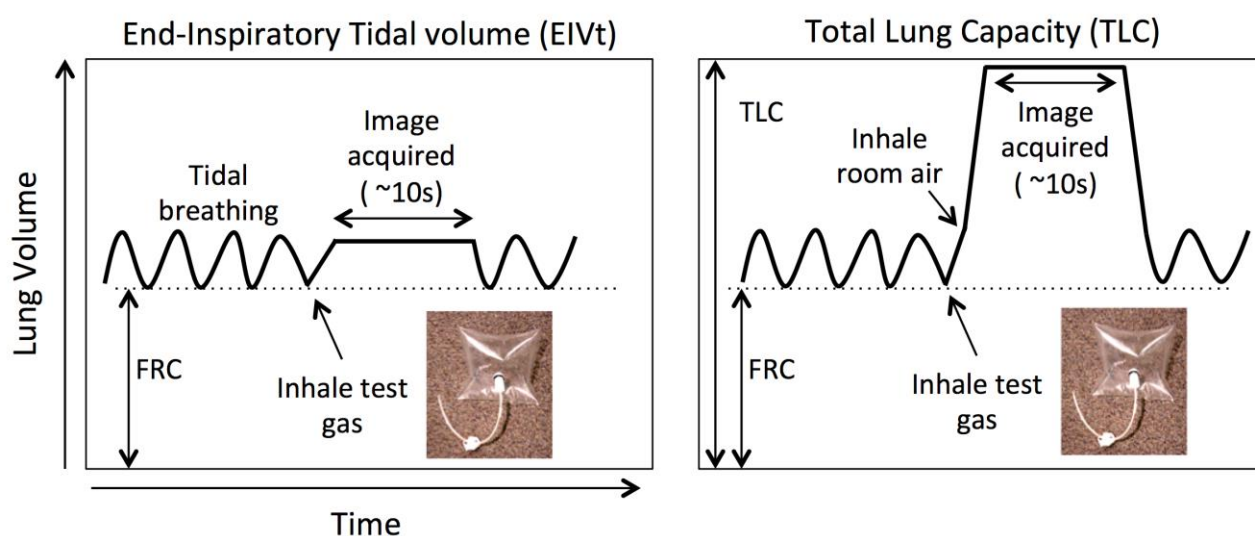 End-Inspiratory Tidal volume (EIVt)
Lung Volume
Tidal
breathing
Image
acquired
( ~10s)
FRC
Inhale test
gas
Time
Total Lung Capacity (TLC)
TLC
Inhale
room air
Image
acquired
( ~10s)
FRC
Inhale test
gas